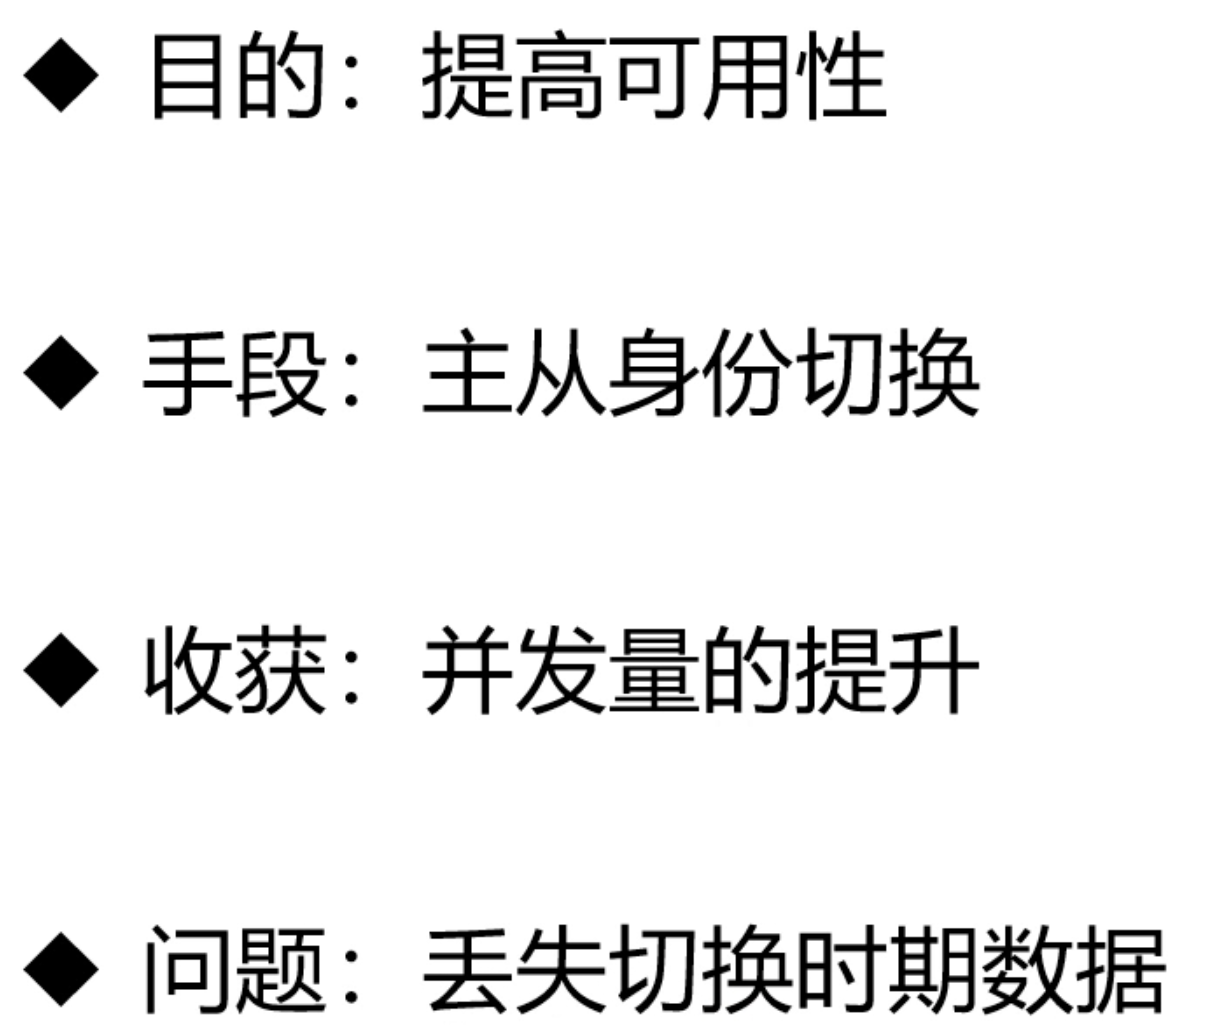 ◆ 目的：提高可用性
◆ 手段：主从身份切换
◆ 收获：并发量的提升
◆ 问题：丢失切换时期数据